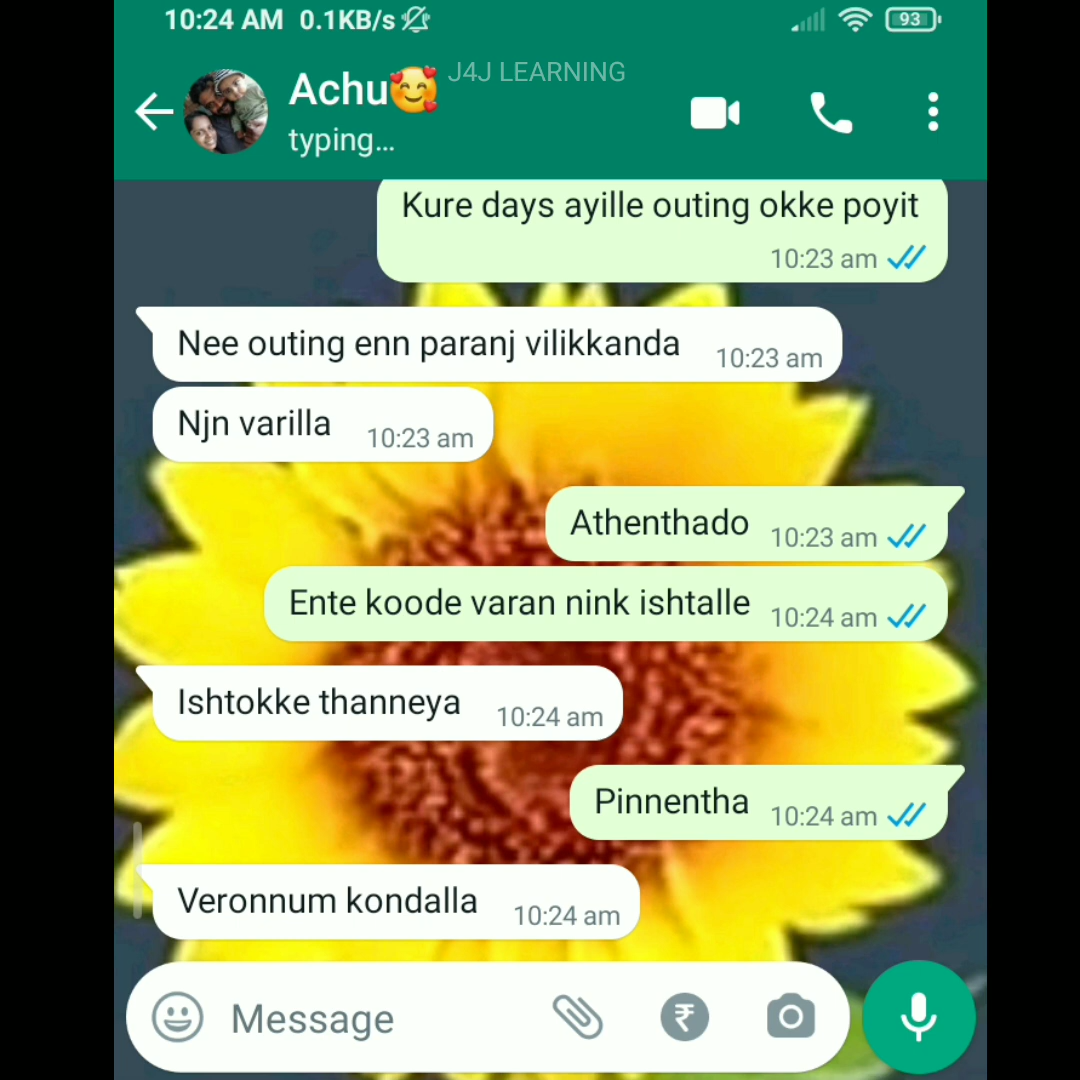 10:24 AM 0.1KB/s 93
J4J LEARNING
Achu🥰
typing...
Kure days ayille outing okke poyit
10:23 am
Nee outing enn paranj vilikkanda 10:23 am
Njn varilla 10:23 am
Athenthado 10:23 am
Ente koode varan nink ishtalle 10:24 am
Ishtokke thanneya 10:24 am
Pinnentha 10:24 am
Veronnum kondalla 10:24 am
Message ₹